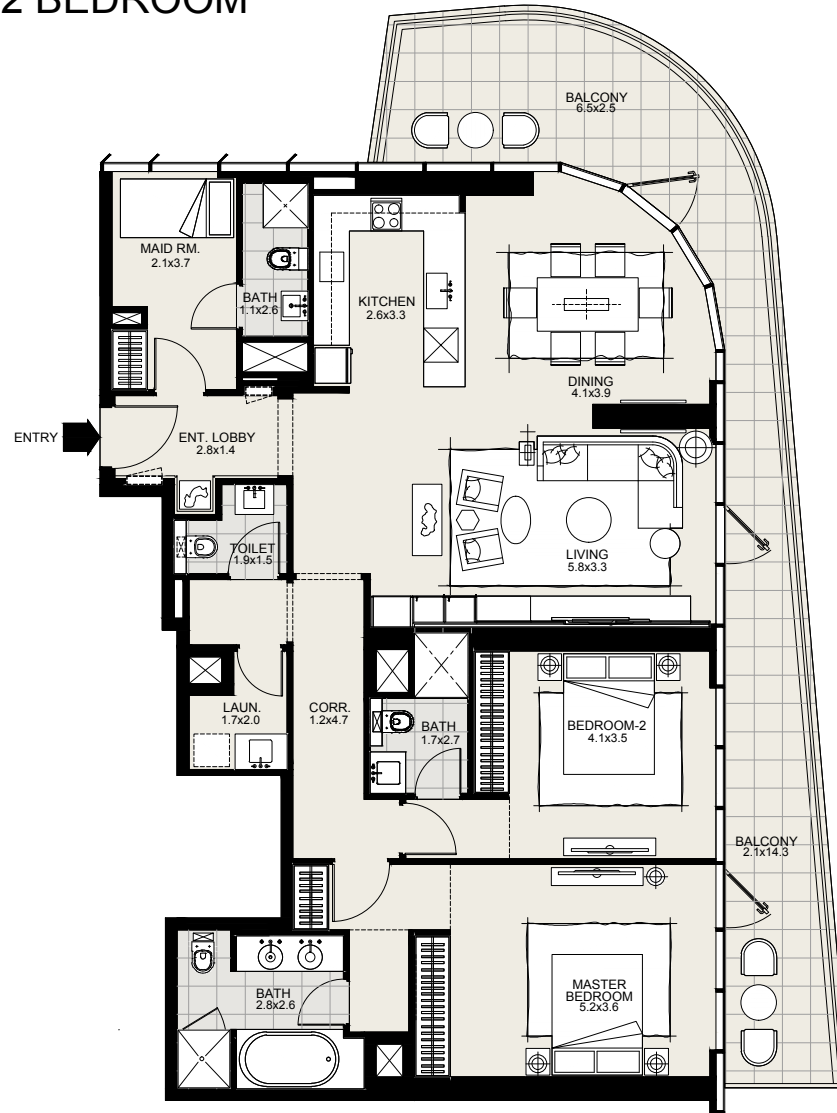 2 BEDROOM
BALCONY
6.5x2.5
MAID RM.
2.1x3.7
BATH
1.1x2.6
KITCHEN
2.6x3.3
DINING
4.1x3.9
ENTRY
ENT. LOBBY
2.8x1.4
TOILET
1.9x1.5
LIVING
5.8x3.3
LAUN.
1.7x2.0
CORR.
1.2x4.7
BATH
1.7x2.7
BEDROOM-2
4.1x3.5
BALCONY
2.1x14.3
BATH
2.8x2.6
MASTER
BEDROOM
5.2x3.6